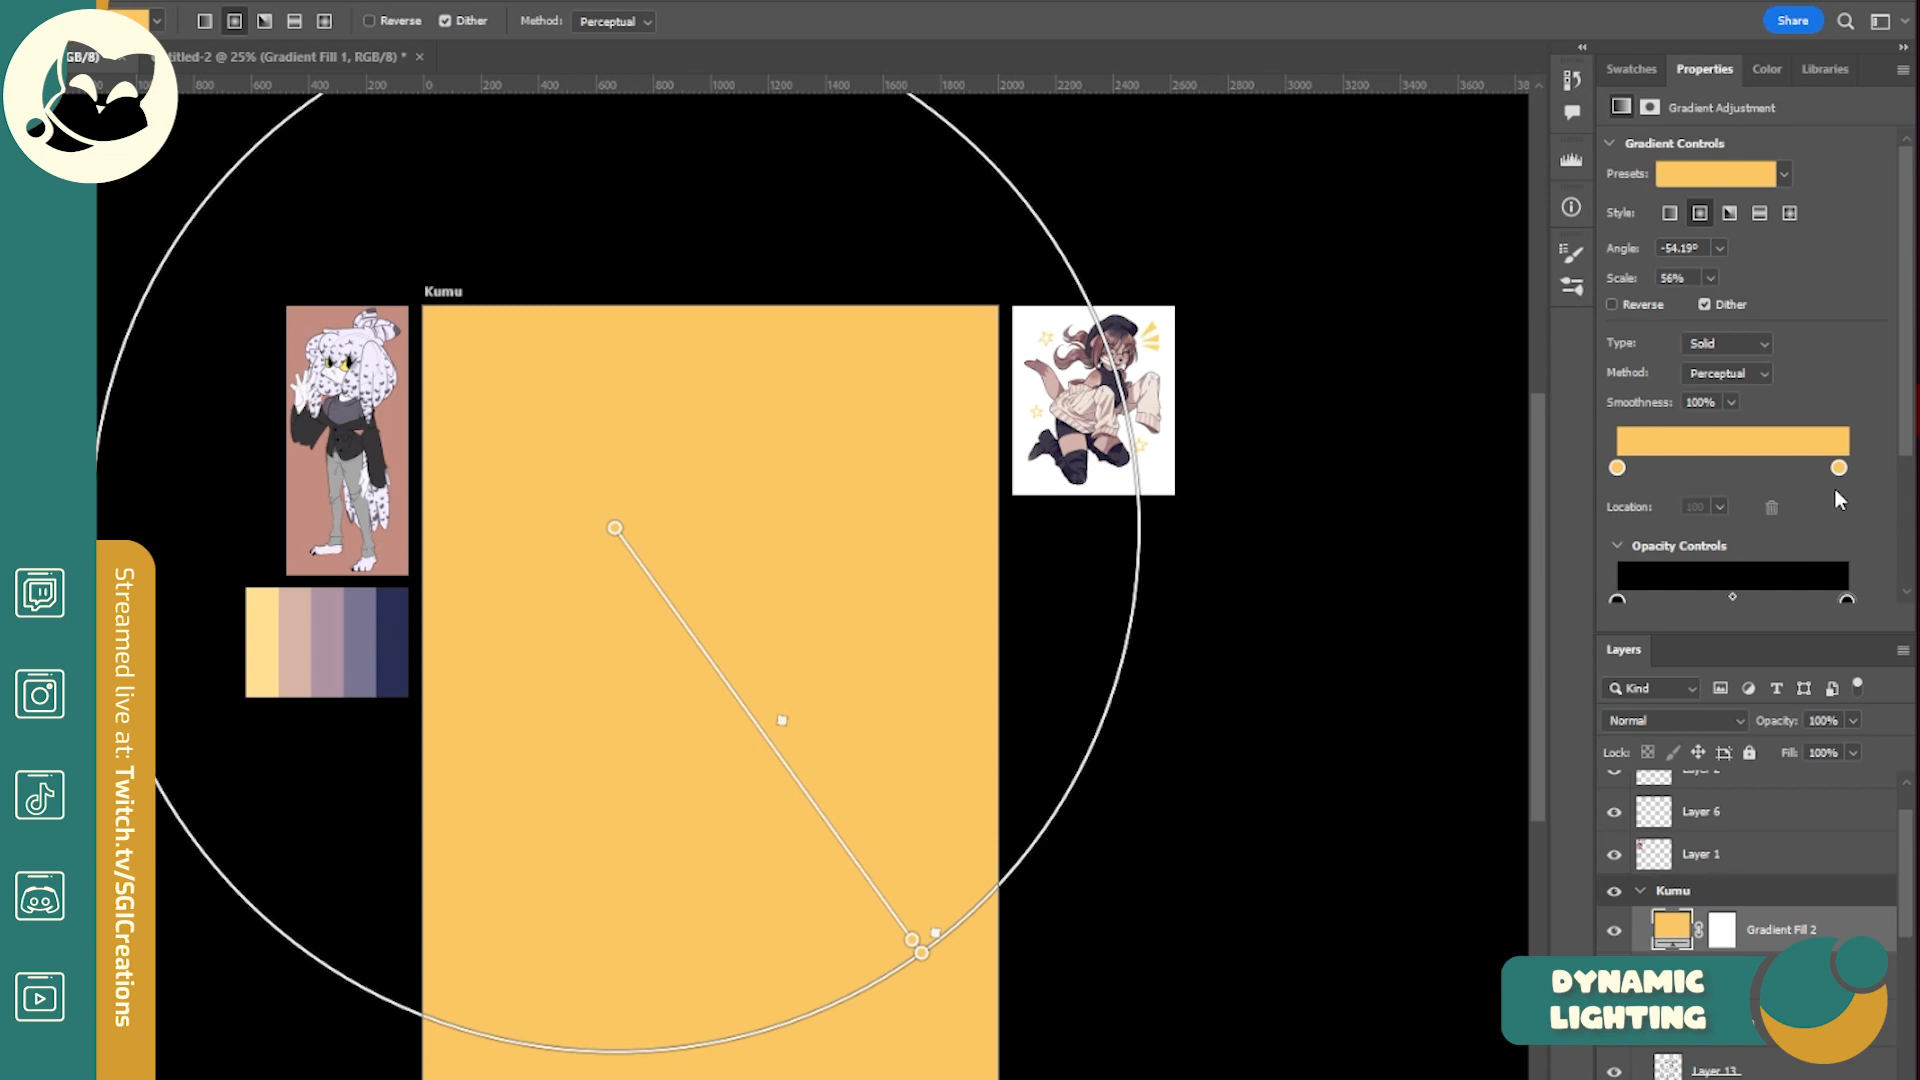 Reverse
Dither
Method:
Perceptual
Share
GB/8)
titled-2 @ 25% (Gradient Fill 1, RGB/8) *
800 600 400 200 0 200 400 600 800 1000 1200 1400 1600 1800 2000 2200 2400 2600 2800 3000 3200 3400 3600 38
Swatches
Properties
Color
Libraries
Gradient Adjustment
Gradient Controls
Presets:
Style:
Angle: -54.19°
Scale: 56%
Reverse
Dither
Type: Solid
Method: Perceptual
Smoothness: 100%
Location: 100
Opacity Controls
Kumu
Layers
Kind
Normal
Opacity: 100%
Lock:
Fill: 100%
Layer 2
Layer 6
Layer 1
Kumu
Gradient Fill 2
Layer 13
Streamed live at: Twitch.tv/SGICreations
DYNAMIC
LIGHTING